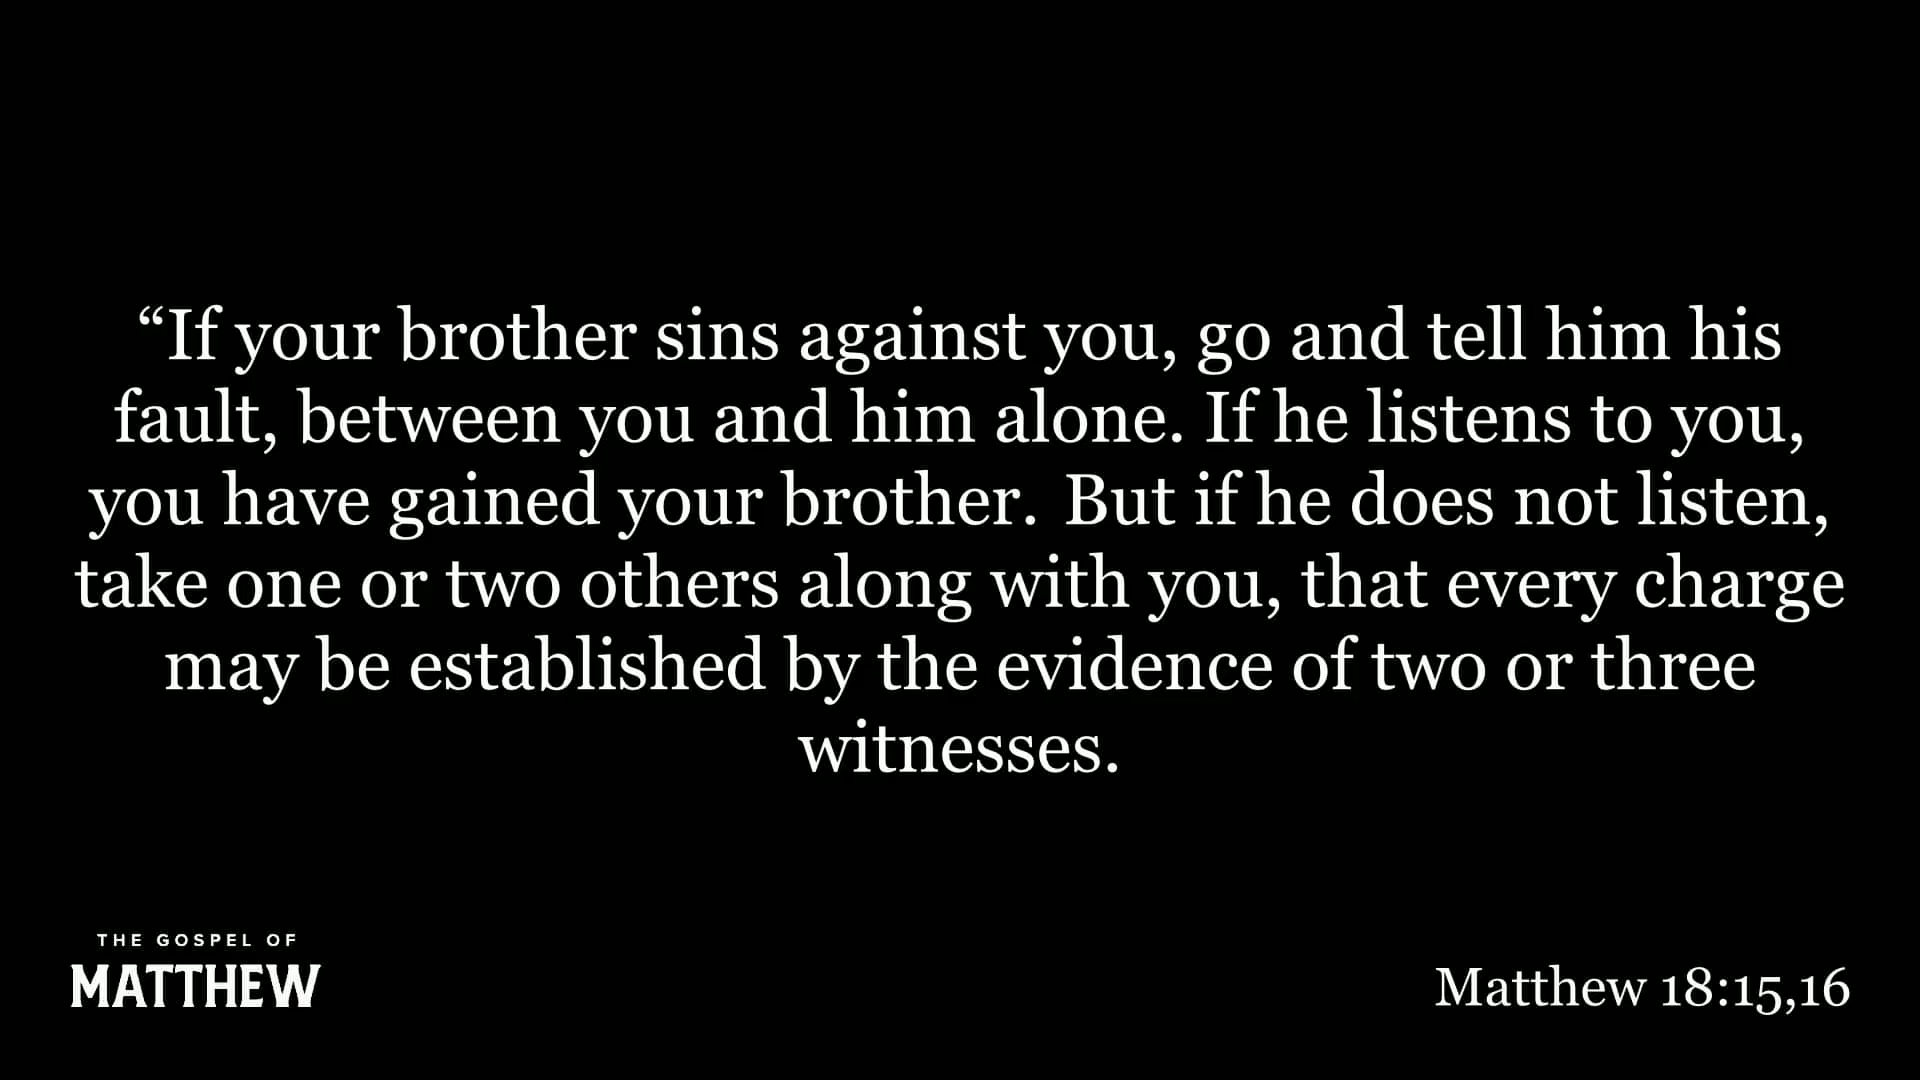 “If your brother sins against you, go and tell him his
fault, between you and him alone. If he listens to you,
you have gained your brother. But if he does not listen,
take one or two others along with you, that every charge
may be established by the evidence of two or three
witnesses.
THE GOSPEL OF
MATTHEW
Matthew 18:15,16